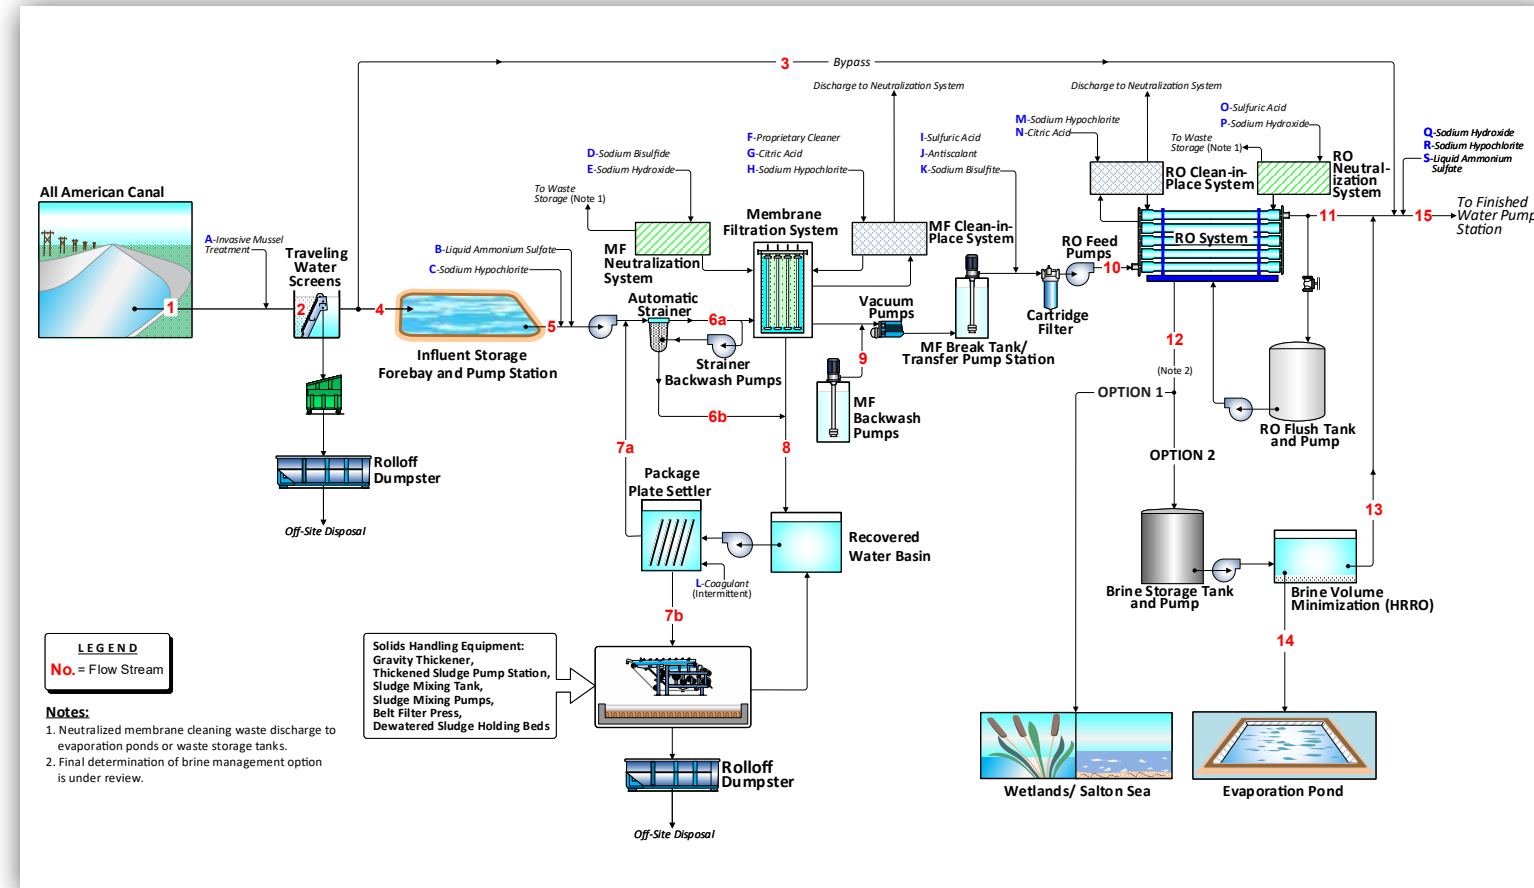 3
Bypass
Discharge to Neutralization System
Discharge to Neutralization System
F-Proprietary Cleaner
G-Citric Acid
H-Sodium Hypochlorite
I-Sulfuric Acid
J-Antiscalant
K-Sodium Bisulfite
M-Sodium Hypochlorite
N-Citric Acid
O-Sulfuric Acid
P-Sodium Hydroxide
To Waste
Storage (Note 1)
Q-Sodium Hydroxide
R-Sodium Hypochlorite
S-Liquid Ammonium
Sulfate
D-Sodium Bisulfide
E-Sodium Hydroxide
To Waste
Storage (Note 1)
All American Canal
A-Invasive Mussel
Treatment
Traveling
Water
Screens
B-Liquid Ammonium Sulfate
C-Sodium Hypochlorite
MF
Neutralization
System
Membrane
Filtration System
MF Clean-in-
Place System
RO Feed
Pumps
RO Clean-in-
Place System
RO
Neutral-
ization
System
RO System
11
15
To Finished
Water Pump
Station
1
2
4
5
Automatic
Strainer
6a
Vacuum
Pumps
10
Cartridge
Filter
Influent Storage
Forebay and Pump Station
Strainer
Backwash Pumps
9
MF Break Tank/
Transfer Pump Station
12
(Note 2)
OPTION 1
6b
MF
Backwash
Pumps
RO Flush Tank
and Pump
7a
8
OPTION 2
Rolloff
Dumpster
Off-Site Disposal
Package
Plate Settler
Recovered
Water Basin
13
L-Coagulant
(Intermittent)
Brine Storage Tank
and Pump
Brine Volume
Minimization (HRRO)
7b
14
LEGEND
No. = Flow Stream
Solids Handling Equipment:
Gravity Thickener,
Thickened Sludge Pump Station,
Sludge Mixing Tank,
Sludge Mixing Pumps,
Belt Filter Press,
Dewatered Sludge Holding Beds
Notes:
1. Neutralized membrane cleaning waste discharge to
evaporation ponds or waste storage tanks.
2. Final determination of brine management option
is under review.
Rolloff
Dumpster
Off-Site Disposal
Wetlands/ Salton Sea
Evaporation Pond